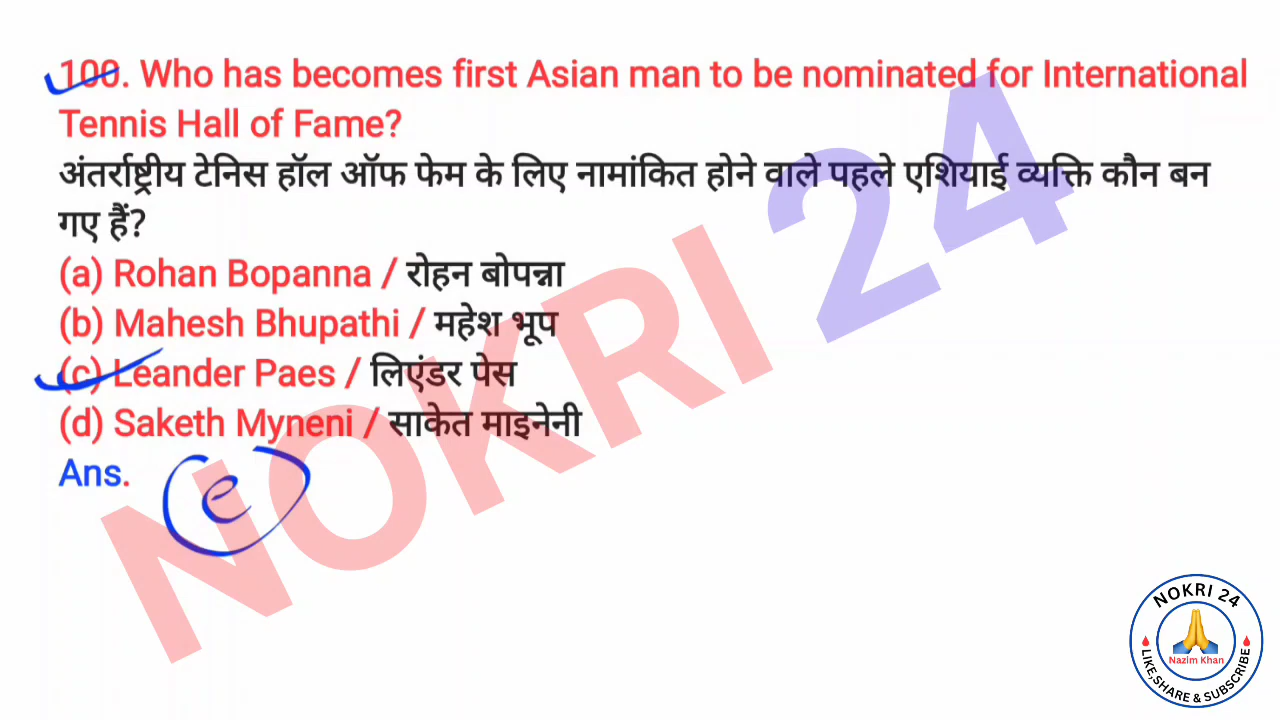 100. Who has becomes first Asian man to be nominated for International
Tennis Hall of Fame?
अंतर्राष्ट्रीय टेनिस हॉल ऑफ फेम के लिए नामांकित होने वाले पहले एशियाई व्यक्ति कौन बन
गए हैं?
(a) Rohan Bopanna / रोहन बोपन्ना
(b) Mahesh Bhupathi / महेश भूप
(c) Leander Paes / लिएंडर पेस
(d) Saketh Myneni / साकेत माइनेनी
Ans. (e)
NOKRI 24
NOKRI 24
Nazim Khan
LIKE,SHARE & SUBSCRIBE